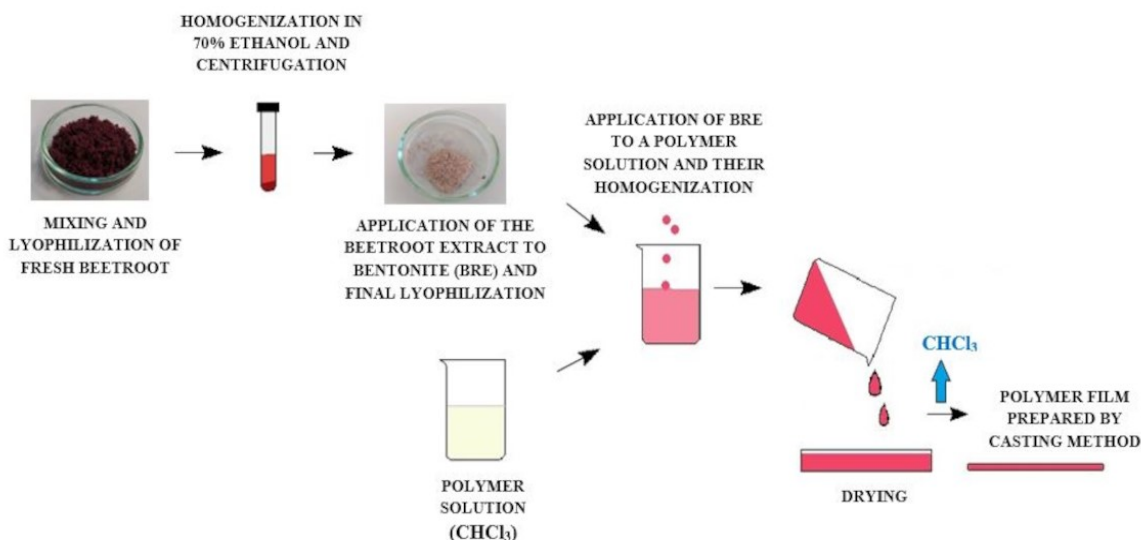 HOMOGENIZATION IN
70% ETHANOL AND
CENTRIFUGATION
MIXING AND
LYOPHILIZATION OF
FRESH BEETROOT
APPLICATION OF THE
BEETROOT EXTRACT TO
BENTONITE (BRE) AND
FINAL LYOPHILIZATION
APPLICATION OF BRE
TO A POLYMER
SOLUTION AND THEIR
HOMOGENIZATION
POLYMER
SOLUTION
(CHCl₃)
CHCl₃
DRYING
POLYMER FILM
PREPARED BY
CASTING METHOD